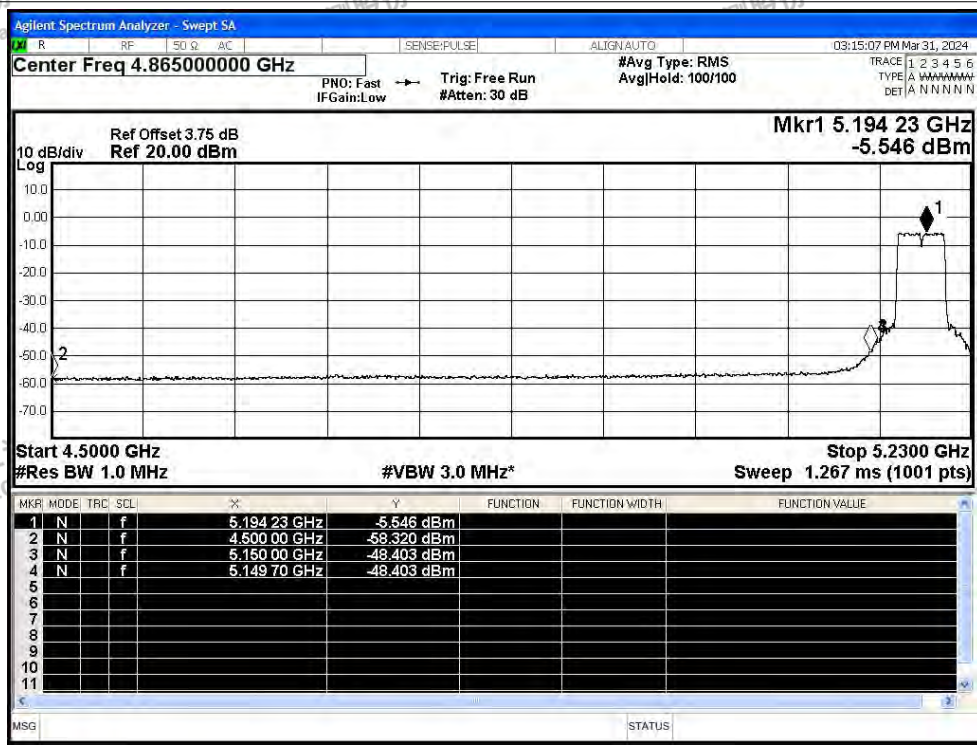 Agilent Spectrum Analyzer - Swept SA
R RF 50 Ω AC SENSE:PULSE ALIGN AUTO 03:15:07 PM Mar 31, 2024
Center Freq 4.865000000 GHz
PNO: Fast
IFGain:Low
Trig: Free Run
#Atten: 30 dB
#Avg Type: RMS
Avg|Hold: 100/100
TRACE 1 2 3 4 5 6
TYPE A WWWWW
DET A N N N N N
Ref Offset 3.75 dB
10 dB/div Ref 20.00 dBm
Log
Mkr1 5.194 23 GHz
-5.546 dBm
10.0
0.00
-10.0
-20.0
-30.0
-40.0
-50.0
-60.0
-70.0
1
2
Start 4.5000 GHz Stop 5.2300 GHz
#Res BW 1.0 MHz #VBW 3.0 MHz* Sweep 1.267 ms (1001 pts)
MKR MODE TRC SCL X Y FUNCTION FUNCTION WIDTH FUNCTION VALUE
1 N f 5.194 23 GHz -5.546 dBm
2 N f 4.500 00 GHz -58.320 dBm
3 N f 5.150 00 GHz -48.403 dBm
4 N f 5.149 70 GHz -48.403 dBm
5
6
7
8
9
10
11
MSG STATUS